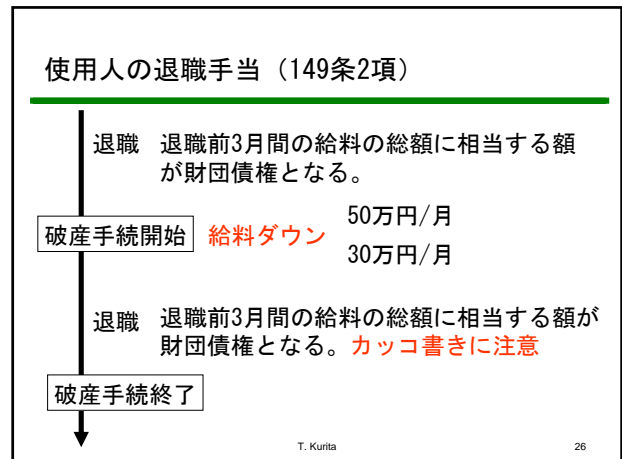 使用人の退職手当（149条2項）
退職 退職前3月間の給料の総額に相当する額
が財団債権となる。
破産手続開始 給料ダウン
50万円/月
30万円/月
退職 退職前3月間の給料の総額に相当する額が
財団債権となる。カッコ書きに注意
破産手続終了
T. Kurita
26